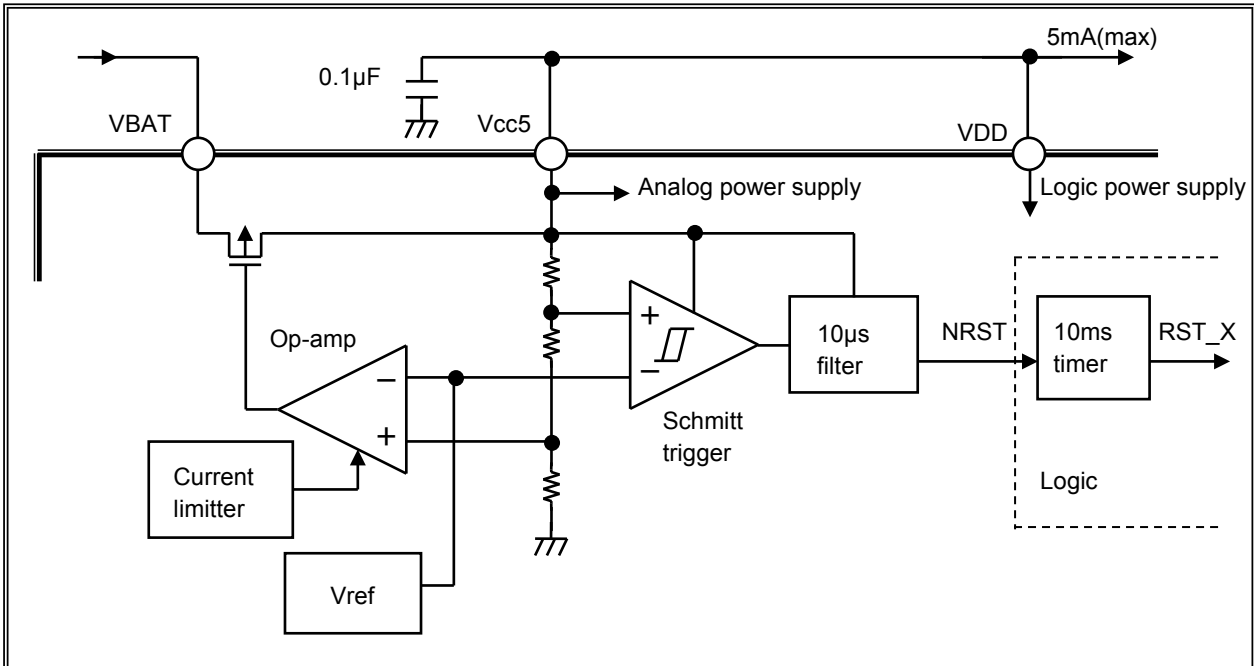 5mA(max)
0.1µF
VBAT
Vcc5
VDD
Analog power supply
Logic power supply
+
−
10µs
filter
NRST
10ms
timer
RST_X
Op-amp
−
+
Schmitt
trigger
Current
limitter
Logic
Vref